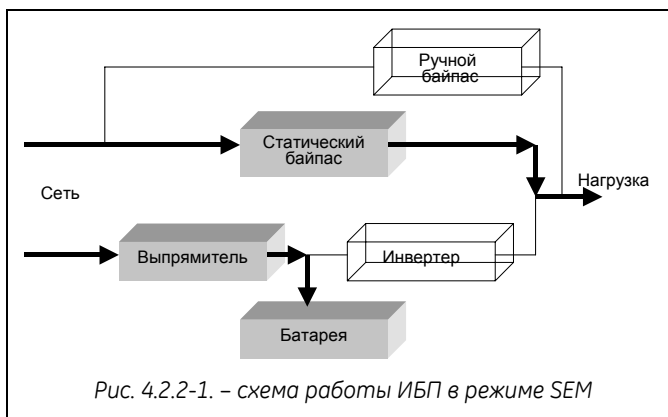 Ручной
байпас
Статический
байпас
Сеть
Нагрузка
Выпрямитель
Инвертер
Батарея
Рис. 4.2.2-1. – схема работы ИБП в режиме SEM